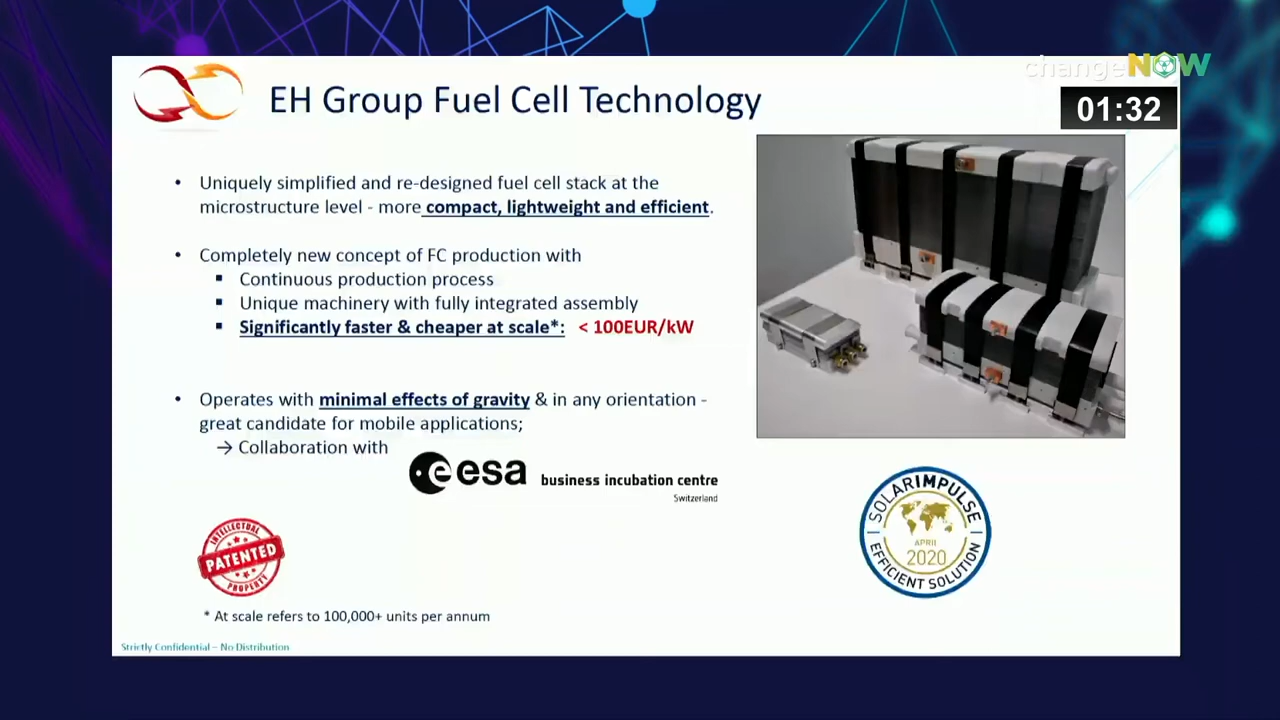 changeNOW
01:32
EH Group Fuel Cell Technology
• Uniquely simplified and re-designed fuel cell stack at the
microstructure level - more compact, lightweight and efficient.
• Completely new concept of FC production with
▪ Continuous production process
▪ Unique machinery with fully integrated assembly
▪ Significantly faster & cheaper at scale*: < 100EUR/kW
• Operates with minimal effects of gravity & in any orientation -
great candidate for mobile applications;
→ Collaboration with
esa business incubation centre
Switzerland
INTELLECTUAL
PATENTED
PROPERTY
SOLARIMPULSE
APRIL
2020
EFFICIENT SOLUTION
* At scale refers to 100,000+ units per annum
Strictly Confidential – No Distribution